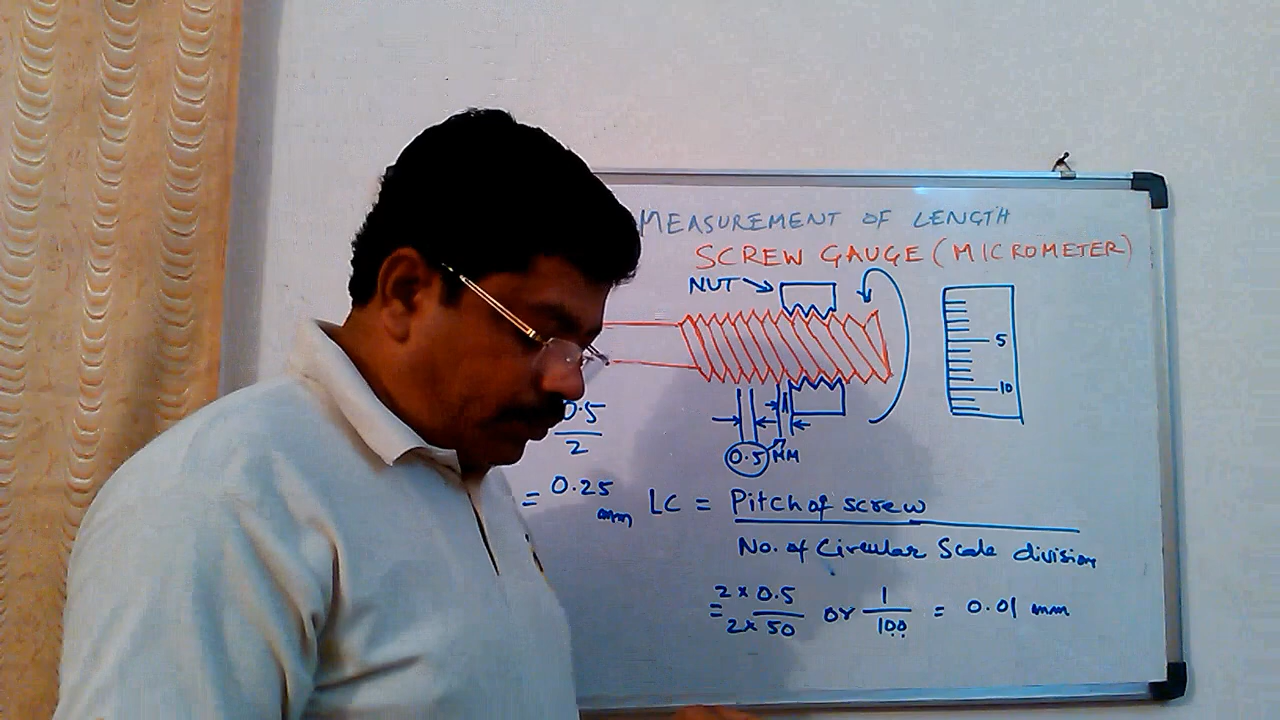 MEASUREMENT OF LENGTH
SCREW GAUGE (MICROMETER)
NUT
5
10
0.5 MM
0.5
2
= 0.25 mm
LC = Pitch of screw
No. of Circular Scale division
= 2 × 0.5 or 1 = 0.01 mm
2 × 50 100